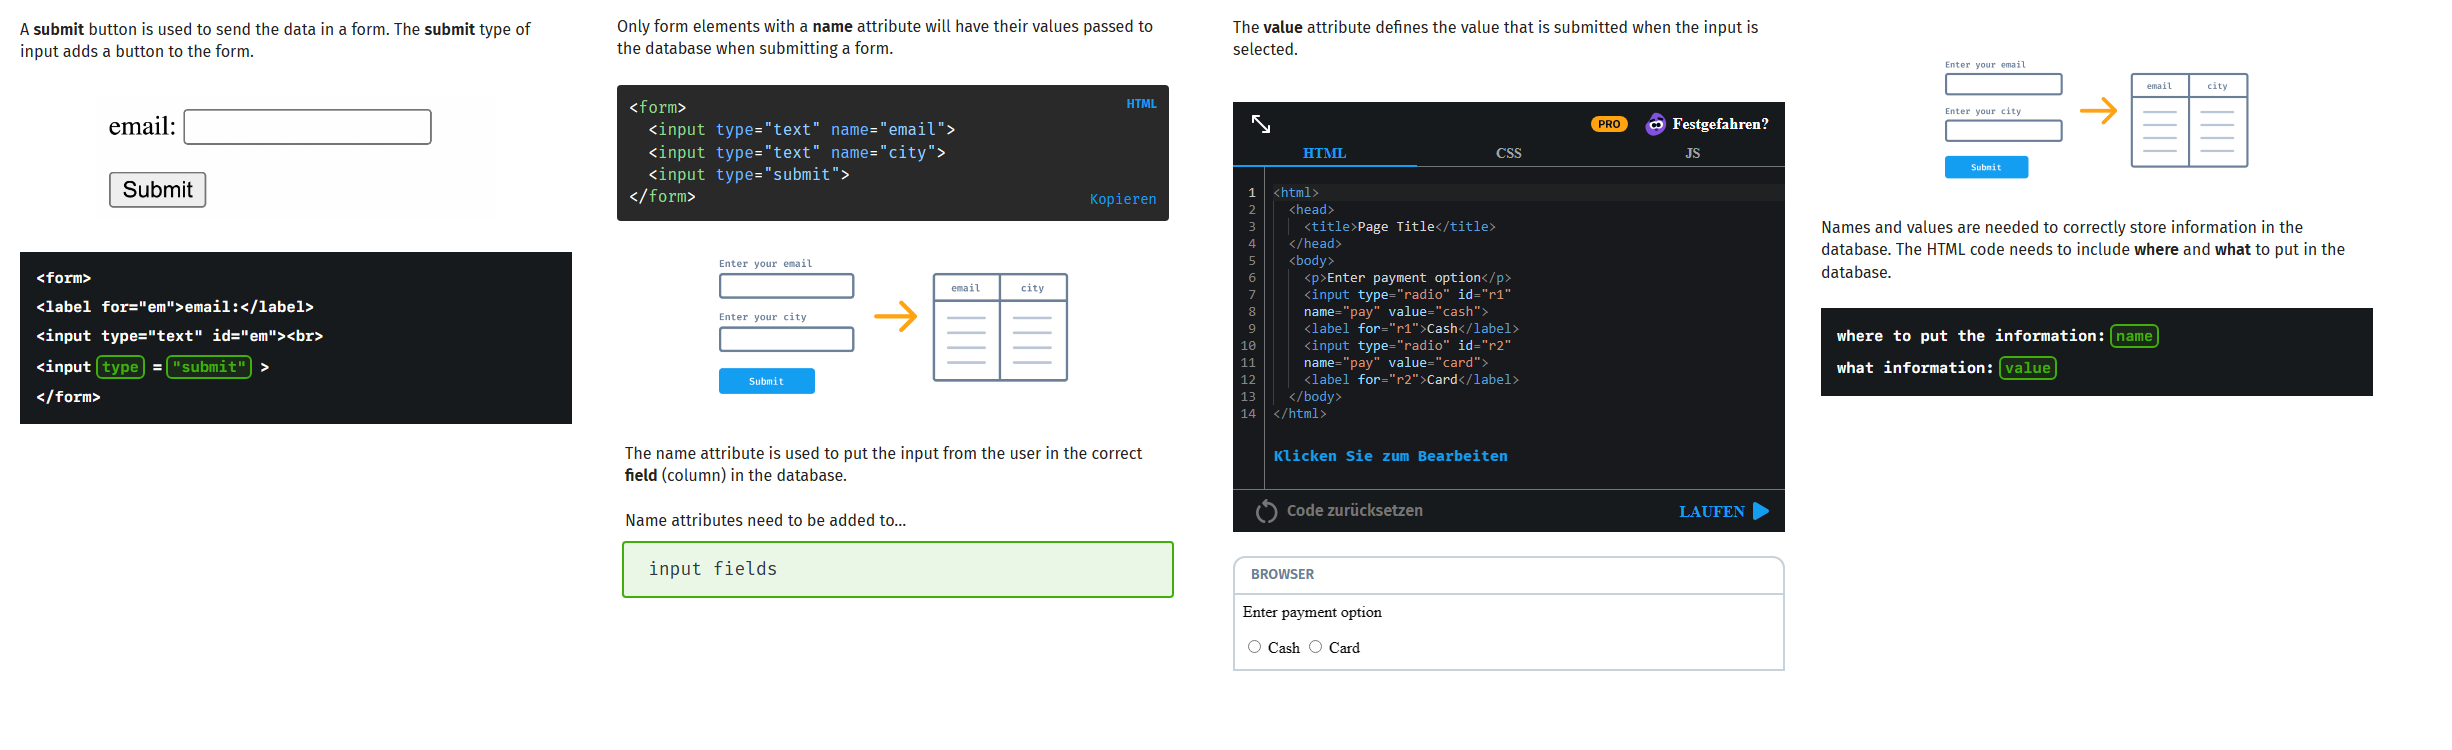 A submit button is used to send the data in a form. The submit type of
input adds a button to the form.
email:
Submit
<form>
<label for="em">email:</label>
<input type="text" id="em"><br>
<input type = "submit" >
</form>
Only form elements with a name attribute will have their values passed to
the database when submitting a form.
HTML
<form>
<input type="text" name="email">
<input type="text" name="city">
<input type="submit">
</form>
Kopieren
Enter your email
Enter your city
Submit
email city
The name attribute is used to put the input from the user in the correct
field (column) in the database.
Name attributes need to be added to...
input fields
The value attribute defines the value that is submitted when the input is
selected.
PRO Festgefahren?
HTML CSS JS
1 <html>
2 <head>
3 <title>Page Title</title>
4 </head>
5 <body>
6 <p>Enter payment option</p>
7 <input type="radio" id="r1"
8 name="pay" value="cash">
9 <label for="r1">Cash</label>
10 <input type="radio" id="r2"
11 name="pay" value="card">
12 <label for="r2">Card</label>
13 </body>
14 </html>
Klicken Sie zum Bearbeiten
Code zurücksetzen LAUFEN
BROWSER
Enter payment option
Cash Card
Enter your email
Enter your city
Submit
email city
Names and values are needed to correctly store information in the
database. The HTML code needs to include where and what to put in the
database.
where to put the information: name
what information: value